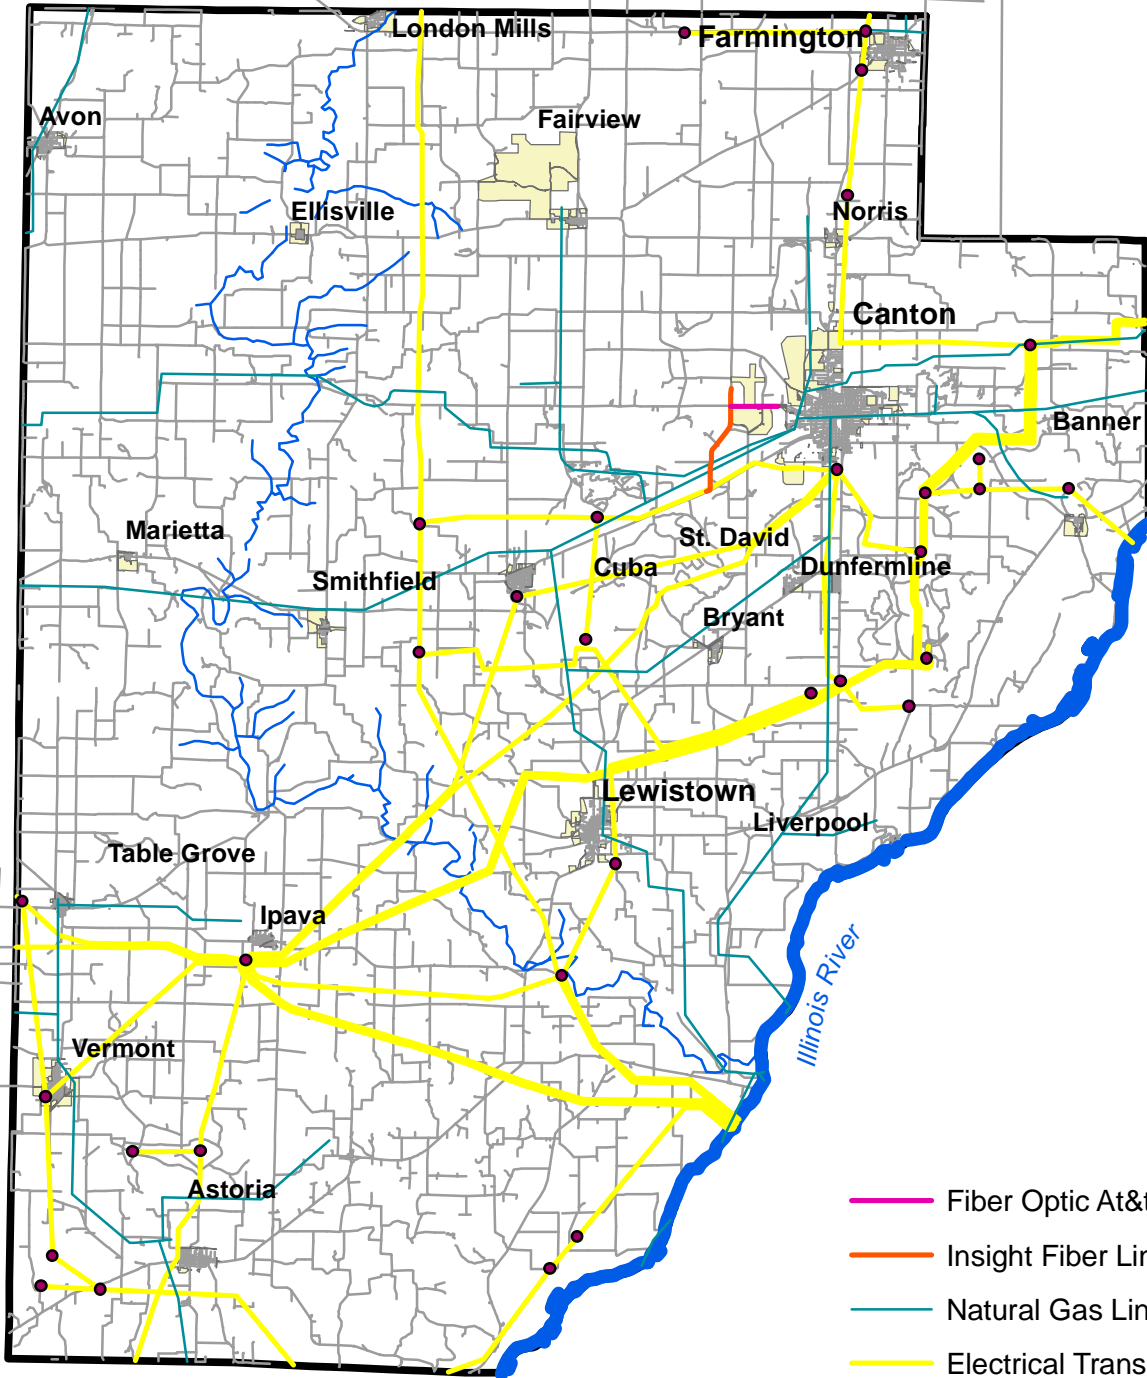 London Mills
Farmington
Avon
Fairview
Ellisville
Norris
Canton
Banner
Marietta
St. David
Smithfield
Cuba
Dunfermline
Bryant
Lewistown
Liverpool
Table Grove
Ipava
Illinois River
Vermont
Astoria
Fiber Optic At&t
Insight Fiber Lin
Natural Gas Lin
Electrical Trans